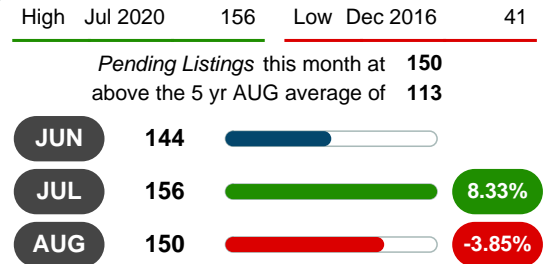 High Jul 2020 156 Low Dec 2016 41
Pending Listings this month at 150
above the 5 yr AUG average of 113
JUN 144
JUL 156 8.33%
AUG 150 -3.85%